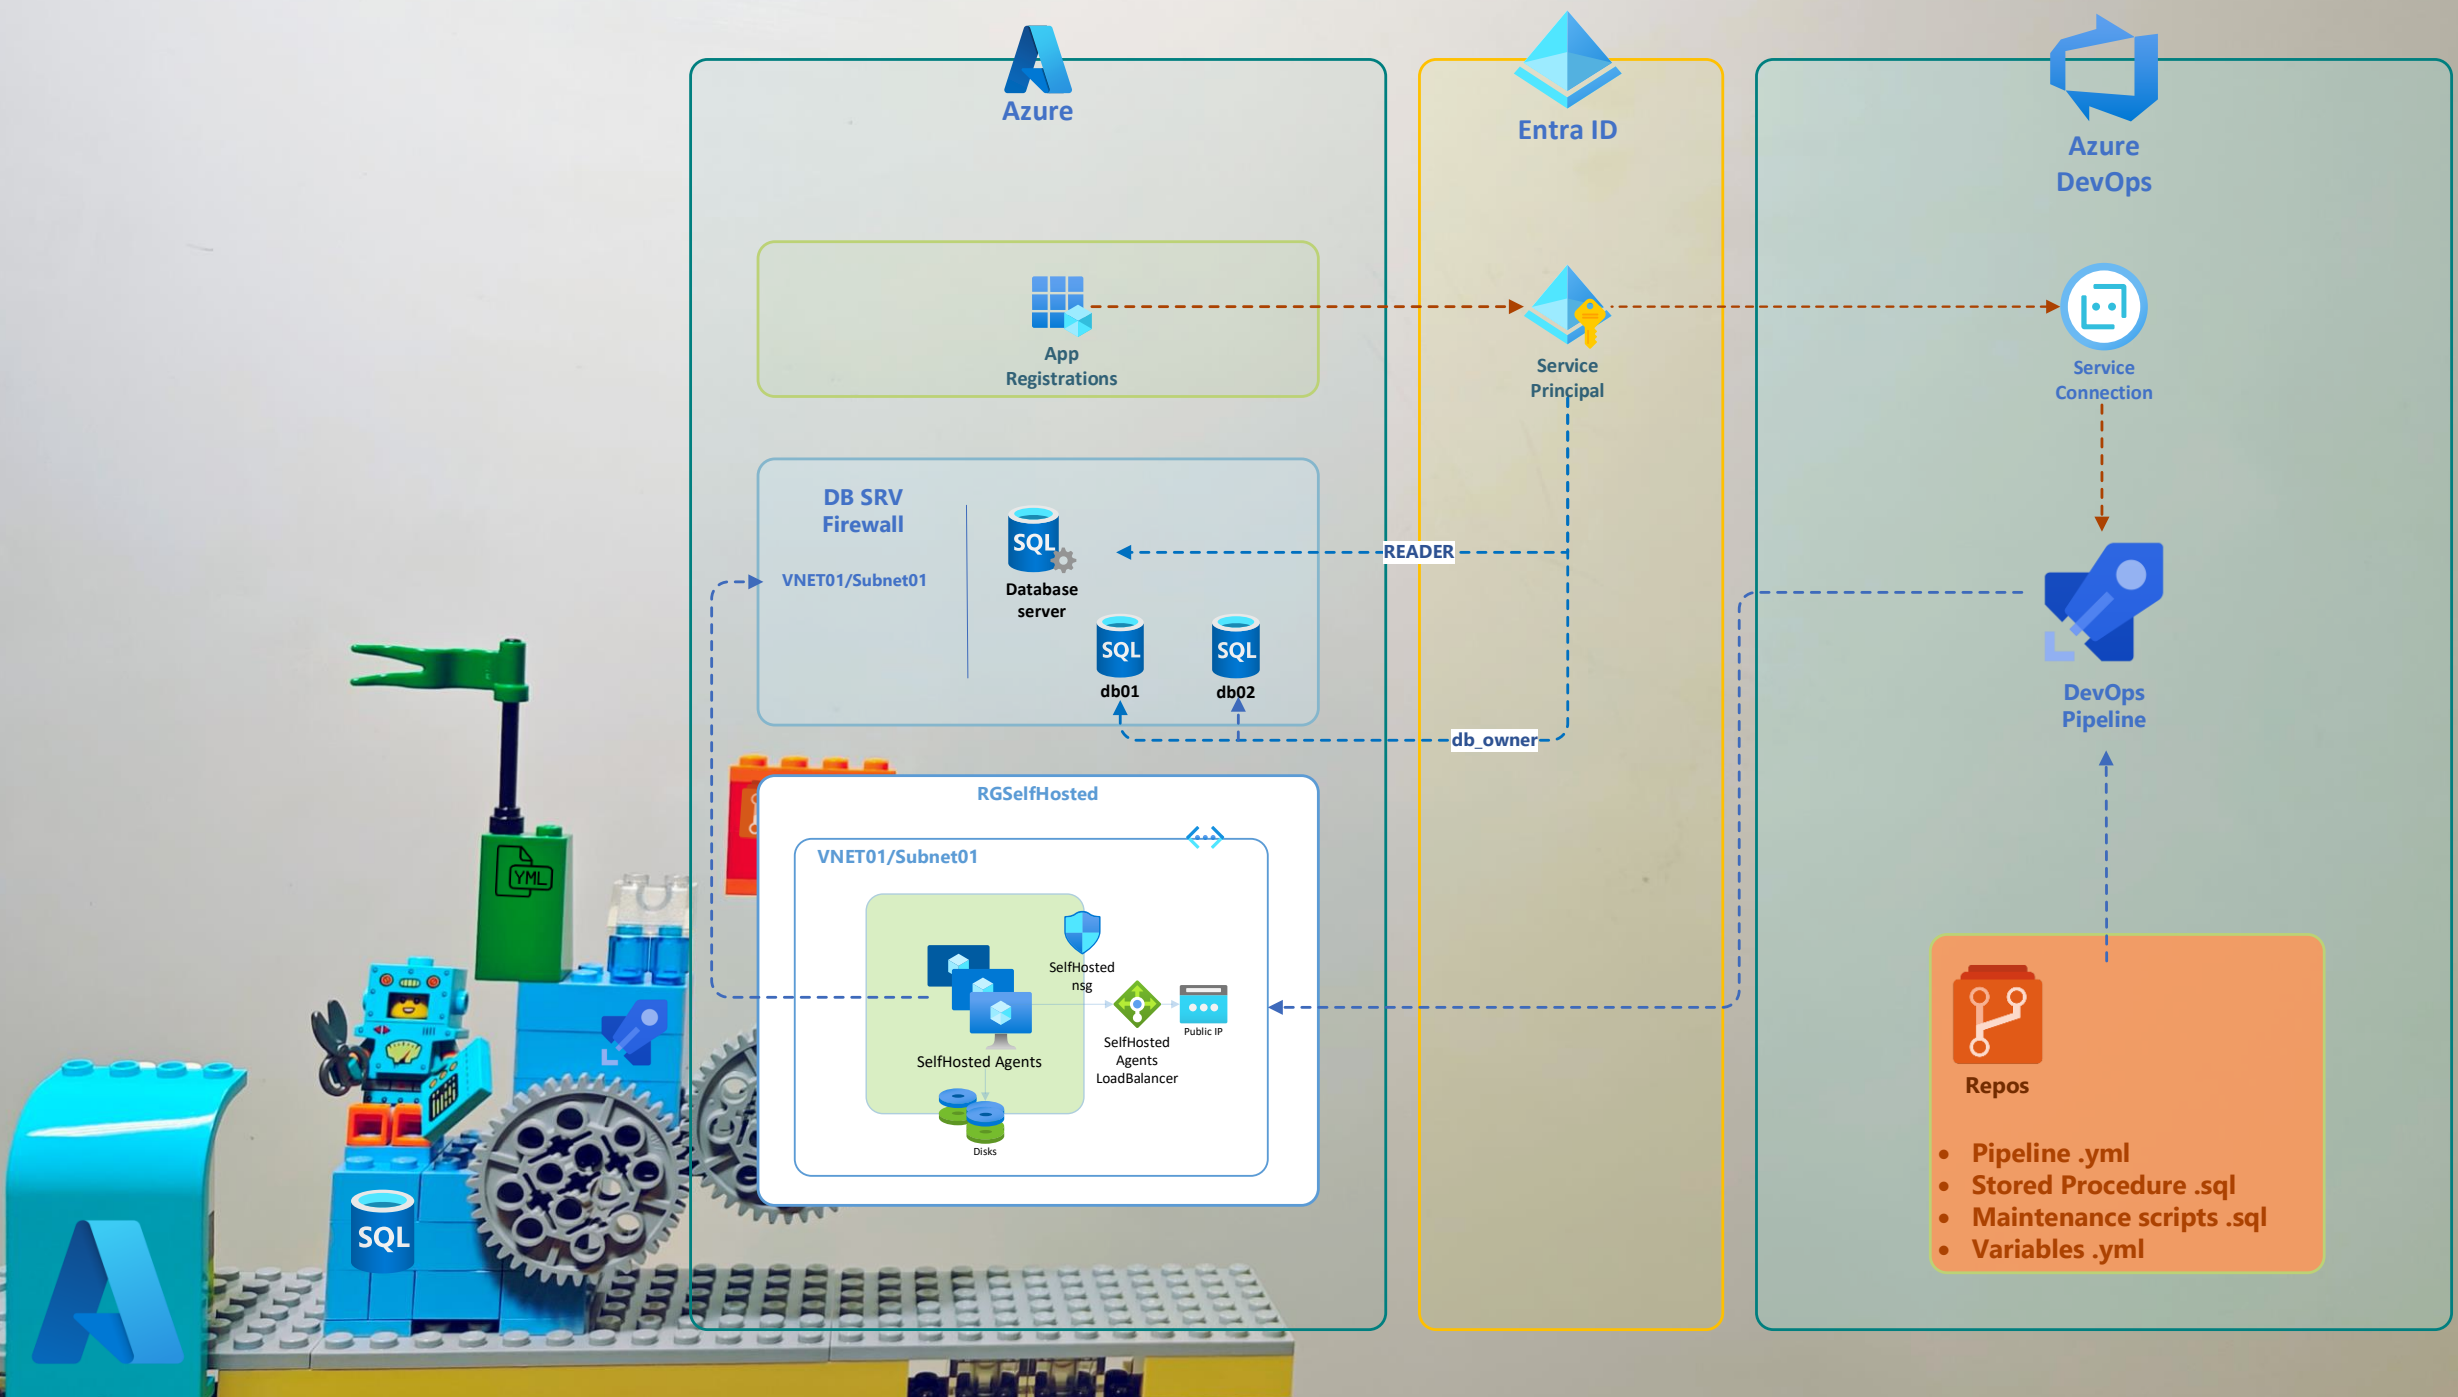 Azure
Entra ID
Azure
DevOps
App
Registrations
Service
Principal
Service
Connection
DB SRV
Firewall
VNET01/Subnet01
SQL
Database
server
SQL
db01
SQL
db02
READER
db_owner
DevOps
Pipeline
RGSelfHosted
VNET01/Subnet01
SelfHosted
nsg
SelfHosted Agents
SelfHosted
Agents
LoadBalancer
Public IP
Disks
Repos
• Pipeline .yml
• Stored Procedure .sql
• Maintenance scripts .sql
• Variables .yml
YML
SQL